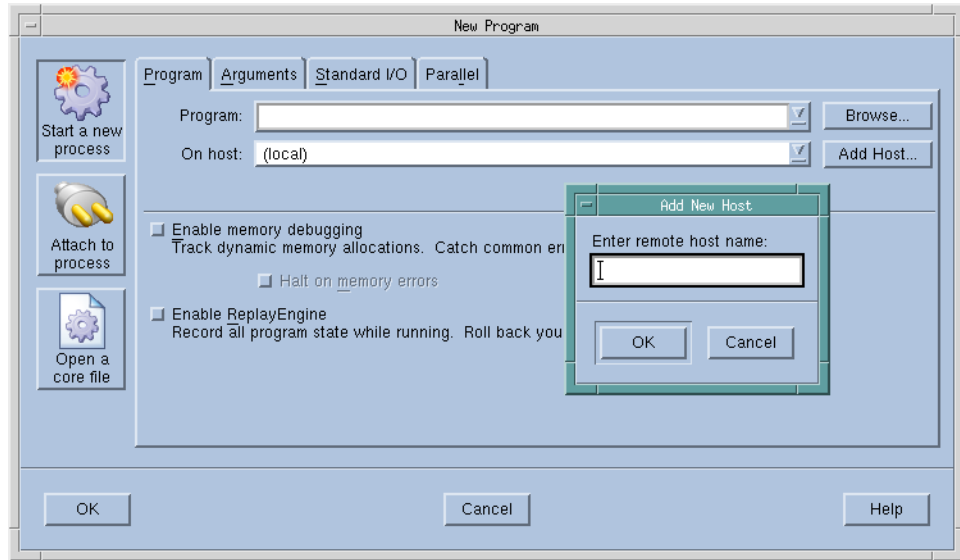 New Program
Start a new
process
Attach to
process
Open a
core file
Program Arguments Standard I/O Parallel
Program: Browse...
On host: (local) Add Host...
Enable memory debugging
Track dynamic memory allocations. Catch common
Halt on memory errors
Enable ReplayEngine
Record all program state while running. Roll back
Add New Host
Enter remote host name:
OK Cancel
OK Cancel Help